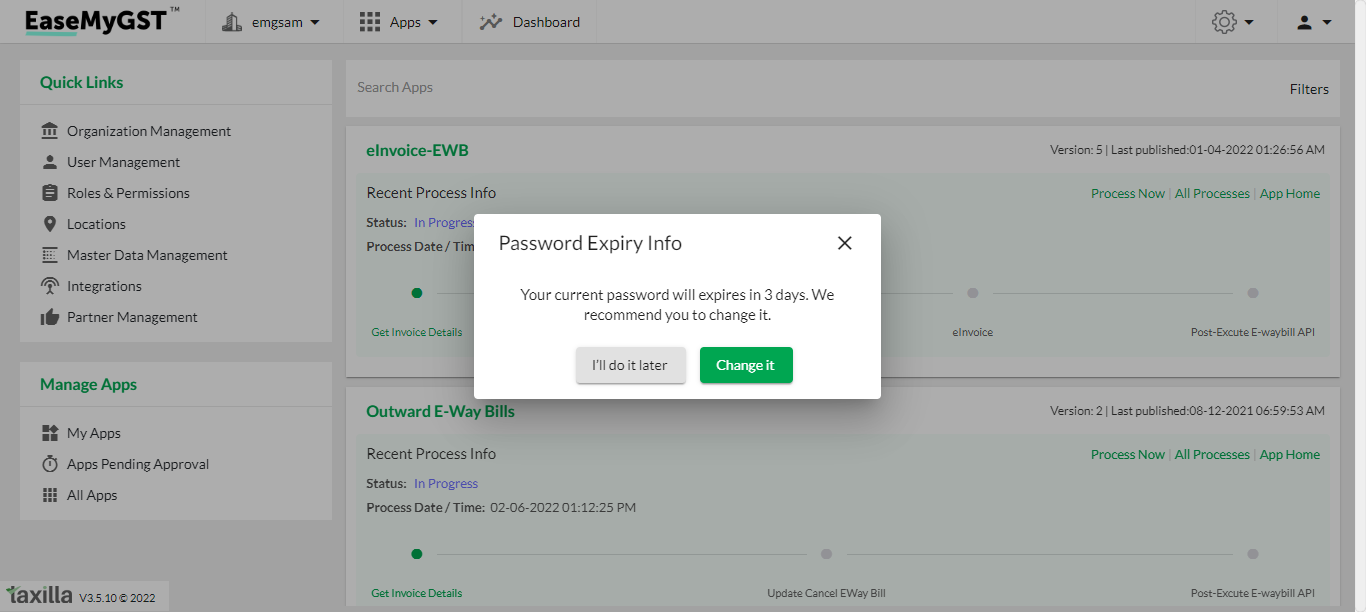 EaseMyGST™ emgsam Apps Dashboard
Quick Links
Organization Management
User Management
Roles & Permissions
Locations
Master Data Management
Integrations
Partner Management
Manage Apps
My Apps
Apps Pending Approval
All Apps
taxilla V3.5.10 © 2022
Search Apps Filters
eInvoice-EWB Version: 5 | Last published:01-04-2022 01:26:56 AM
Recent Process Info Process Now | All Processes | App Home
Status: In Progress
Process Date / Tim
Get Invoice Details eInvoice Post-Excute E-waybill API
Password Expiry Info
Your current password will expires in 3 days. We
recommend you to change it.
I'll do it later Change it
Outward E-Way Bills Version: 2 | Last published:08-12-2021 06:59:53 AM
Recent Process Info Process Now | All Processes | App Home
Status: In Progress
Process Date / Time: 02-06-2022 01:12:25 PM
Get Invoice Details Update Cancel EWay Bill Post-Excute E-waybill API